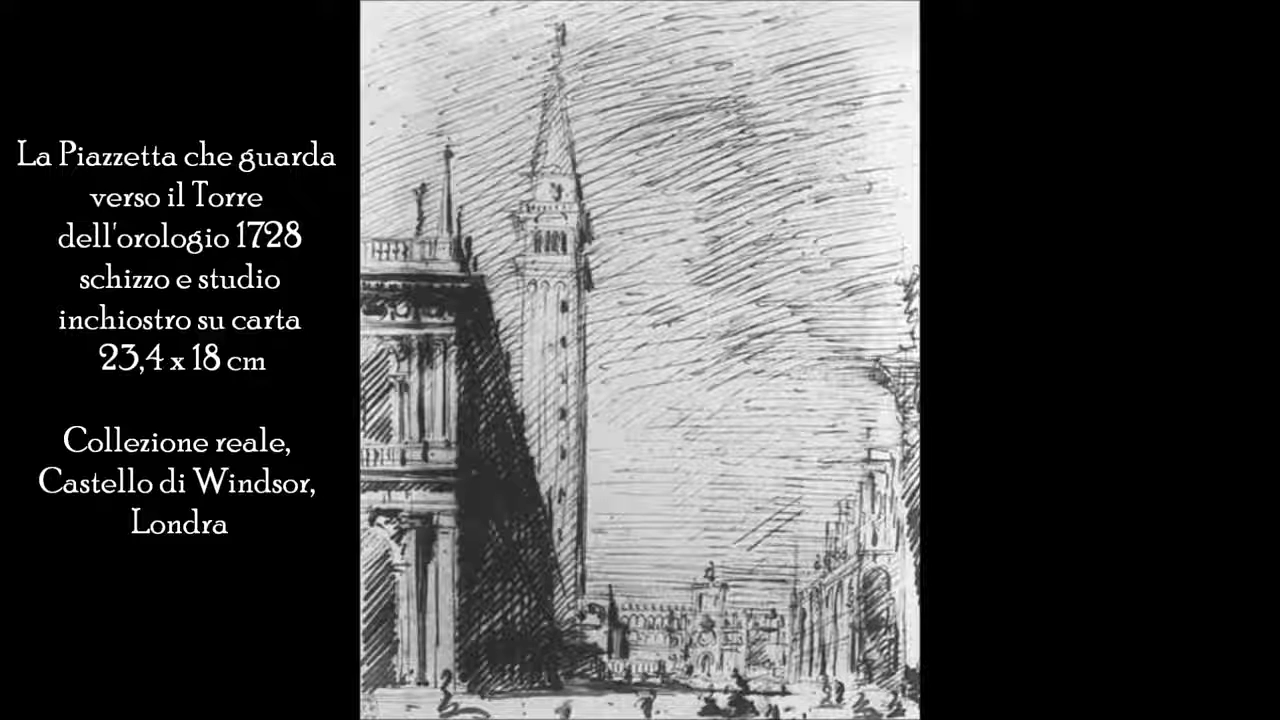 La Piazzetta che guarda
verso il Torre
dell'orologio 1728
schizzo e studio
inchiostro su carta
23,4 x 18 cm
Collezione reale,
Castello di Windsor,
Londra